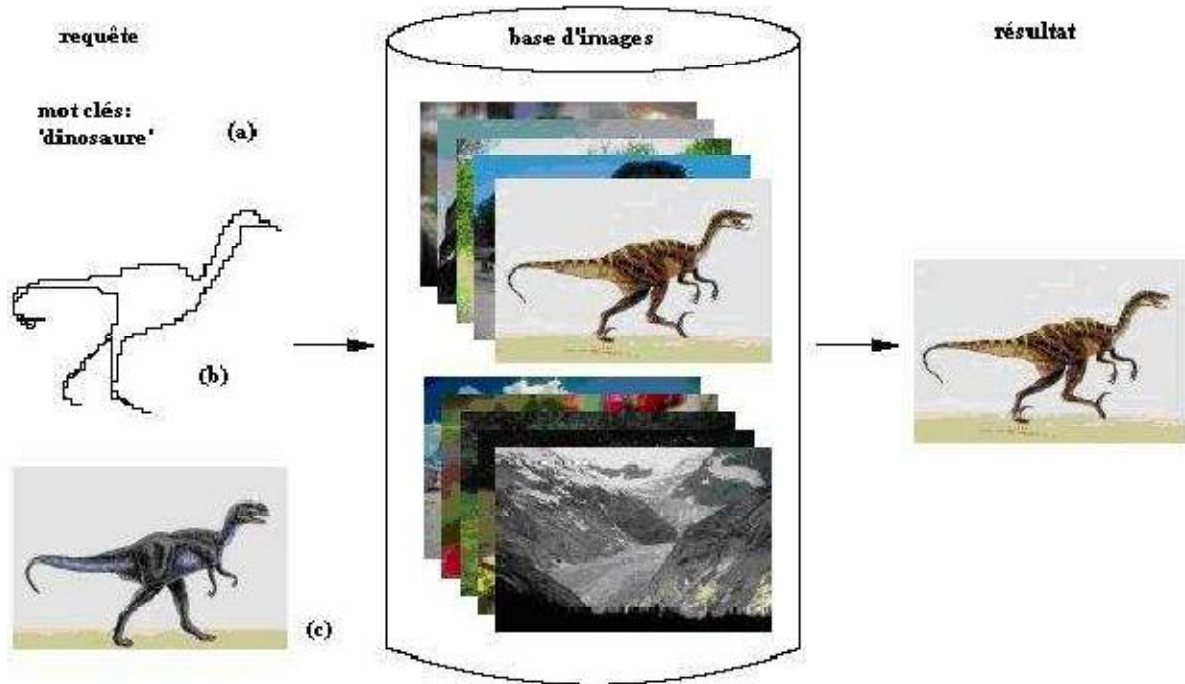 requête
base d'images
résultat
mot clés:
'dinosaure'
(a)
(b)
(c)